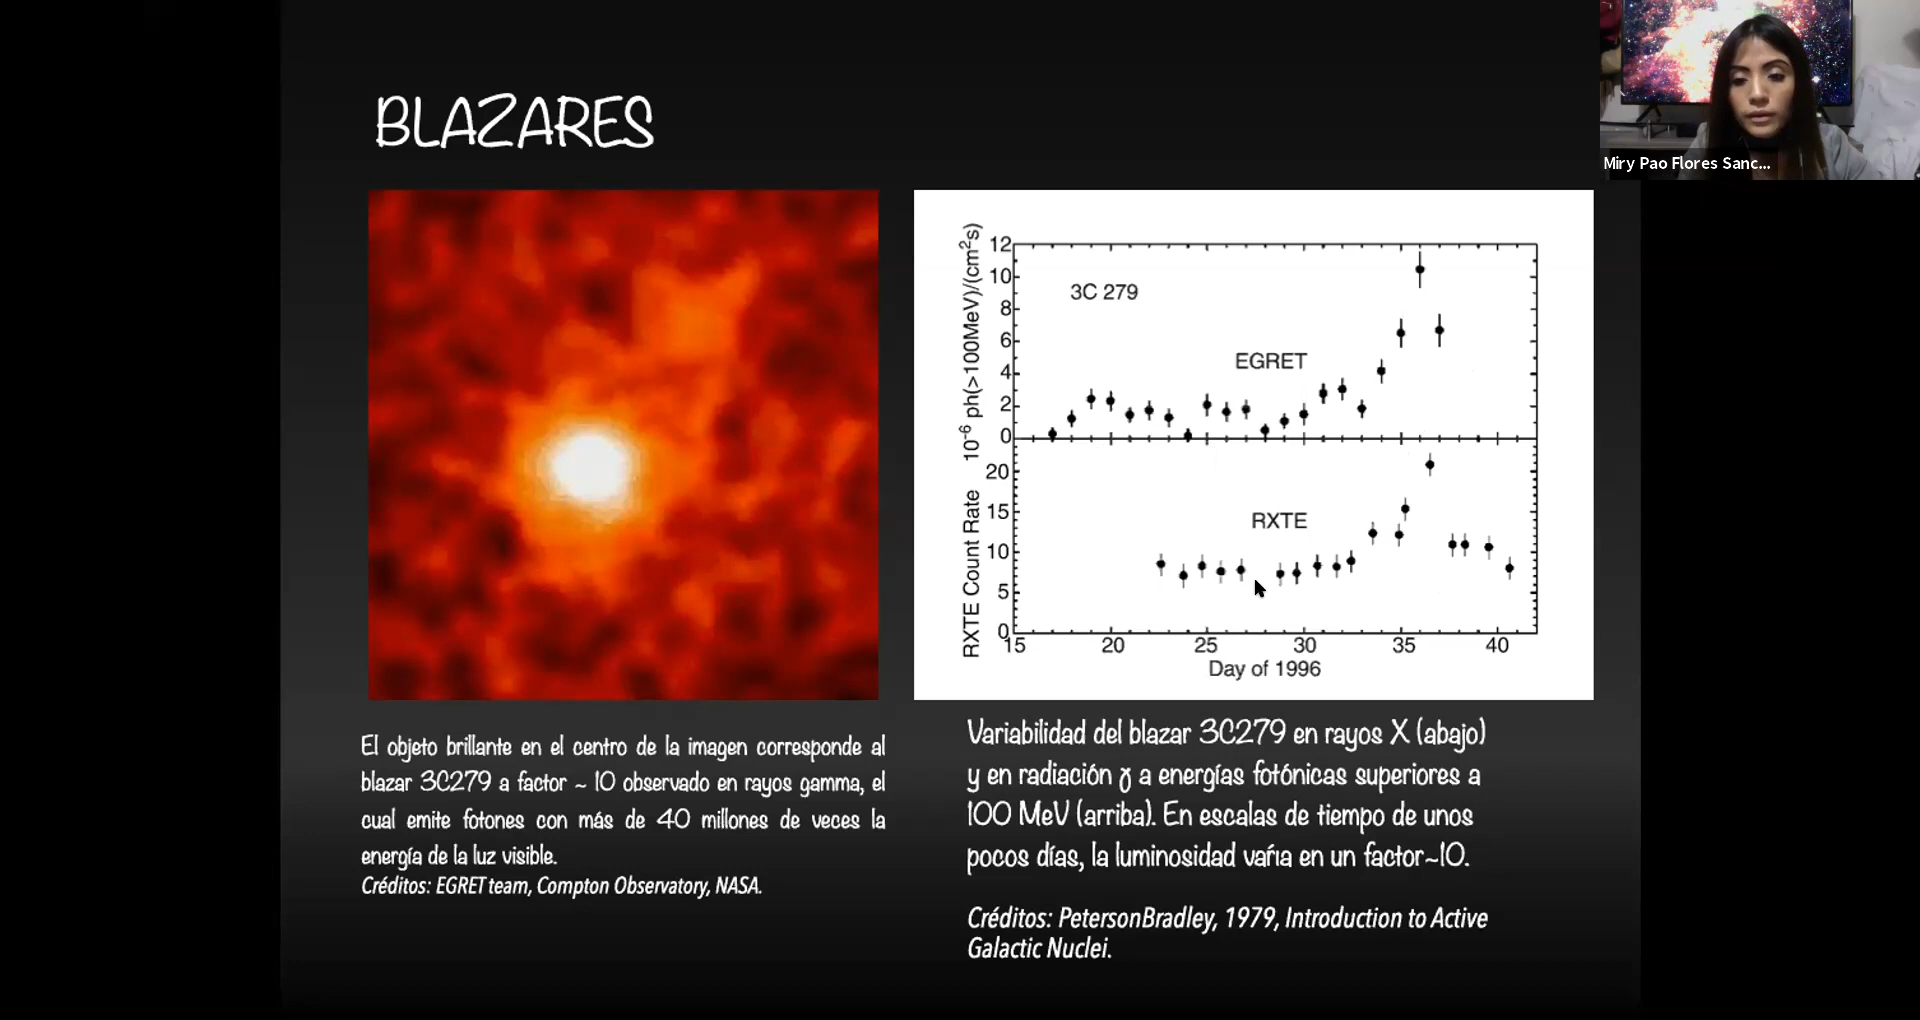 BLAZARES
Miry Pao Flores Sanc...
10⁻⁶ ph(>100MeV)/(cm²s)
12
10
8
6
4
2
0
3C 279
EGRET
RXTE Count Rate
20
15
10
5
0
RXTE
15 20 25 30 35 40
Day of 1996
El objeto brillante en el centro de la imagen corresponde al
blazar 3C279 a factor ~ 10 observado en rayos gamma, el
cual emite fotones con más de 40 millones de veces la
energía de la luz visible.
Créditos: EGRET team, Compton Observatory, NASA.
Variabilidad del blazar 3C279 en rayos X (abajo)
y en radiación γ a energías fotónicas superiores a
100 MeV (arriba). En escalas de tiempo de unos
pocos días, la luminosidad varía en un factor~10.
Créditos: PetersonBradley, 1979, Introduction to Active
Galactic Nuclei.